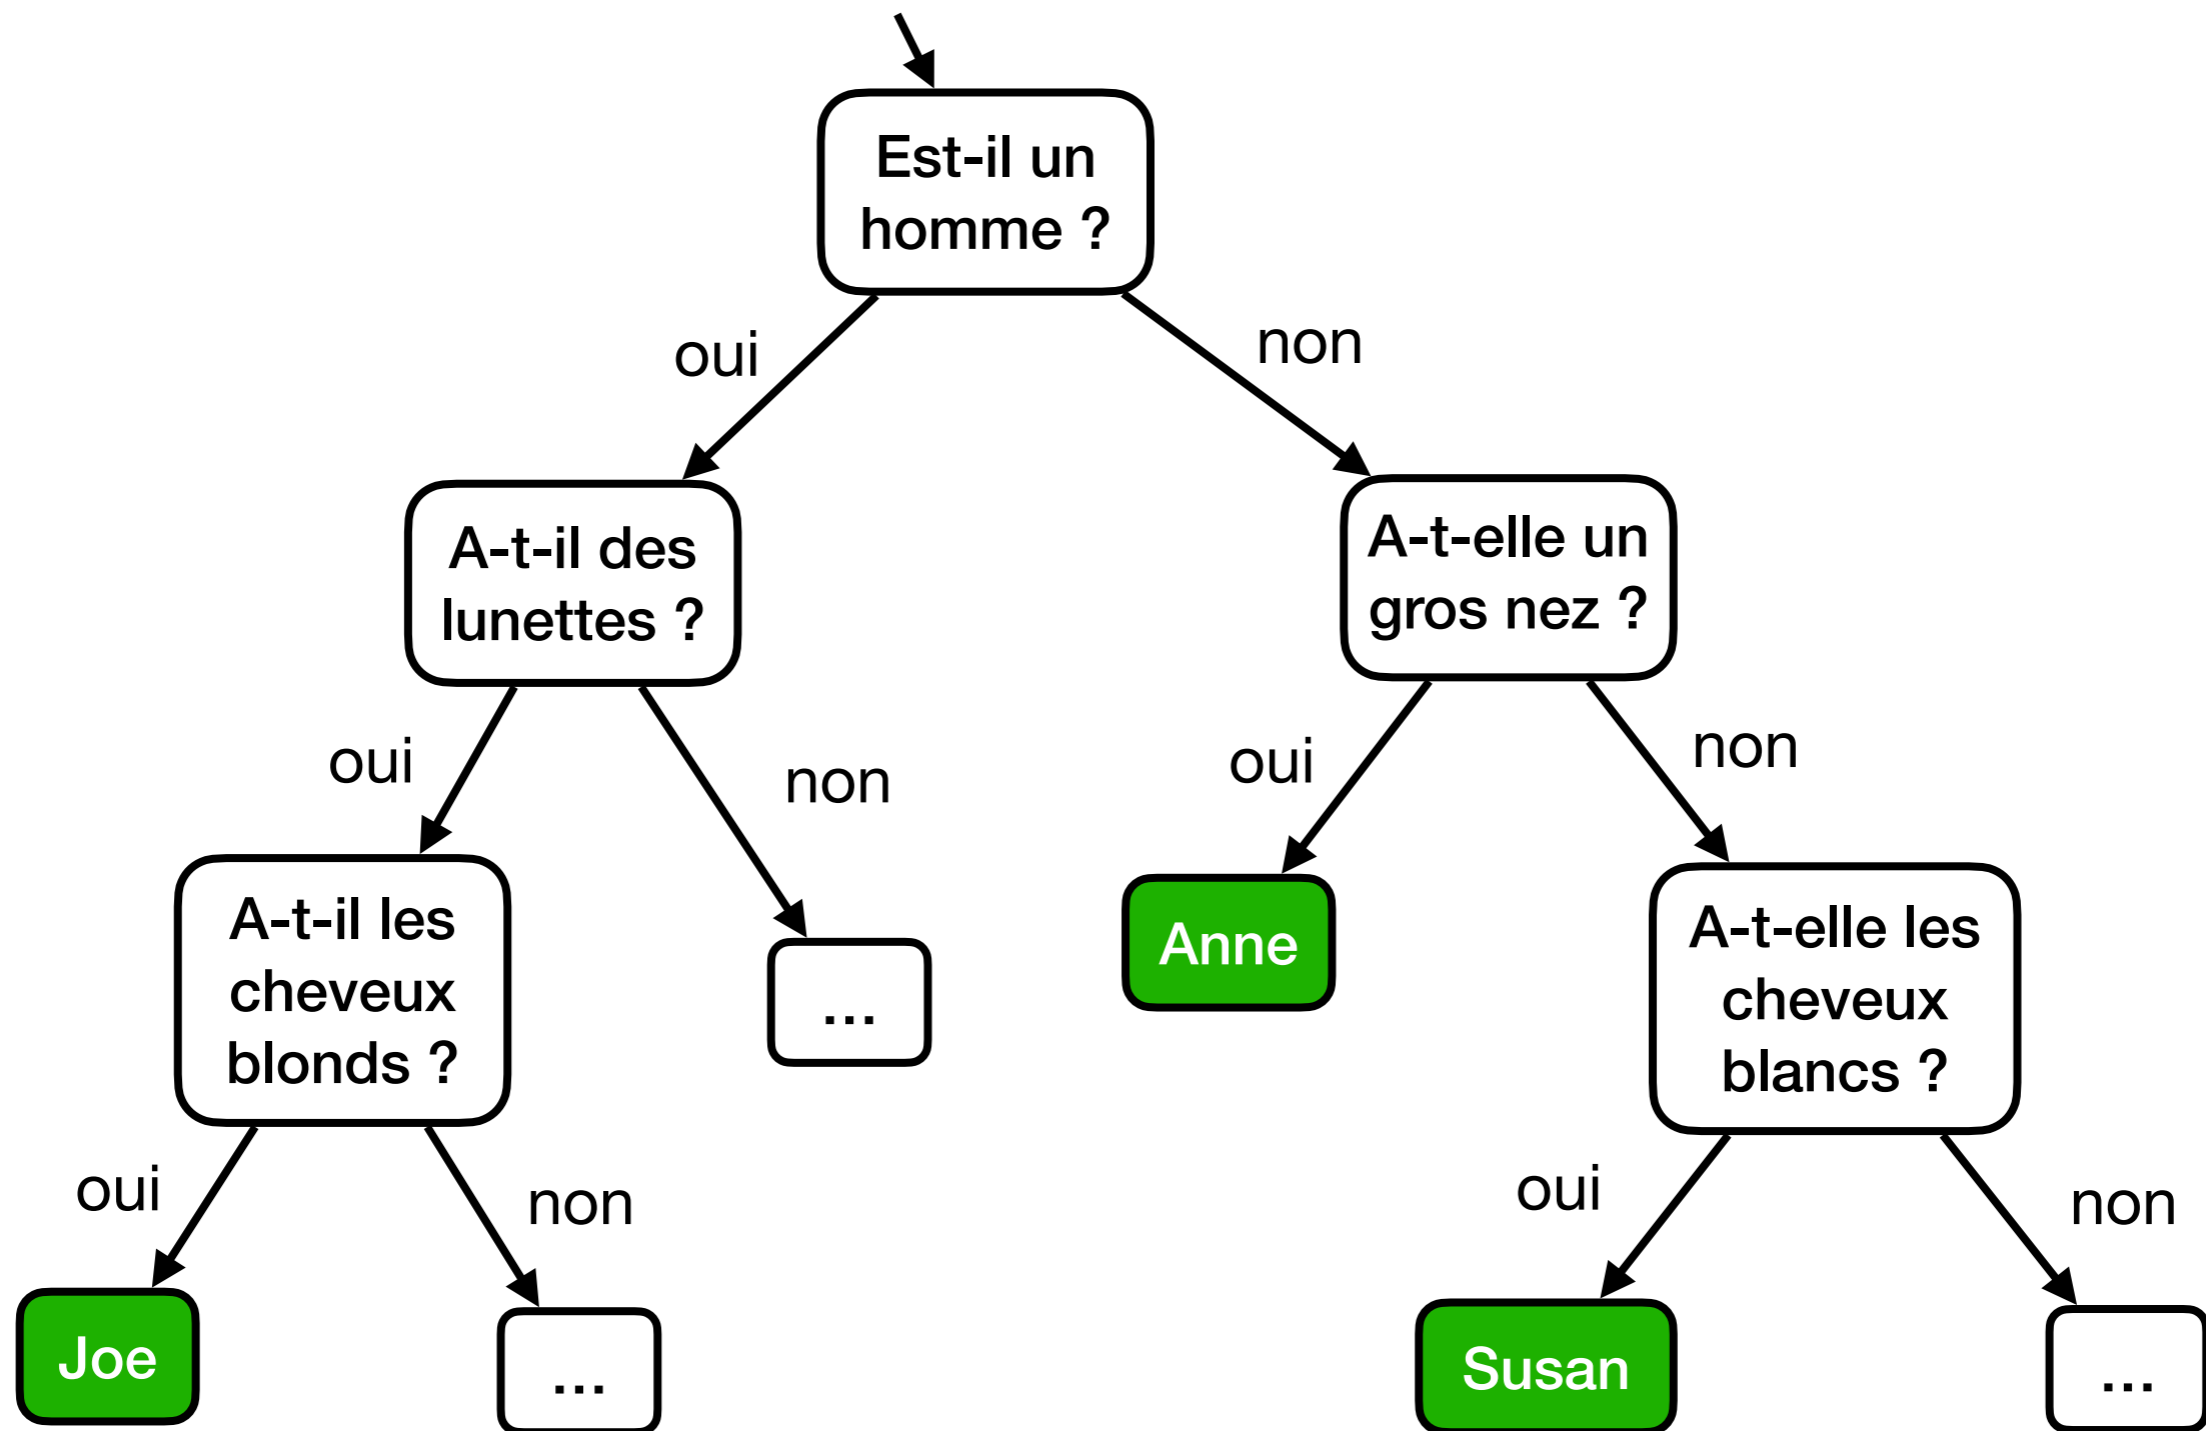 Est-il un
homme ?
oui
non
A-t-il des
lunettes ?
A-t-elle un
gros nez ?
oui
non
oui
non
A-t-il les
cheveux
blonds ?
...
Anne
A-t-elle les
cheveux
blancs ?
oui
non
oui
non
Joe
...
Susan
...